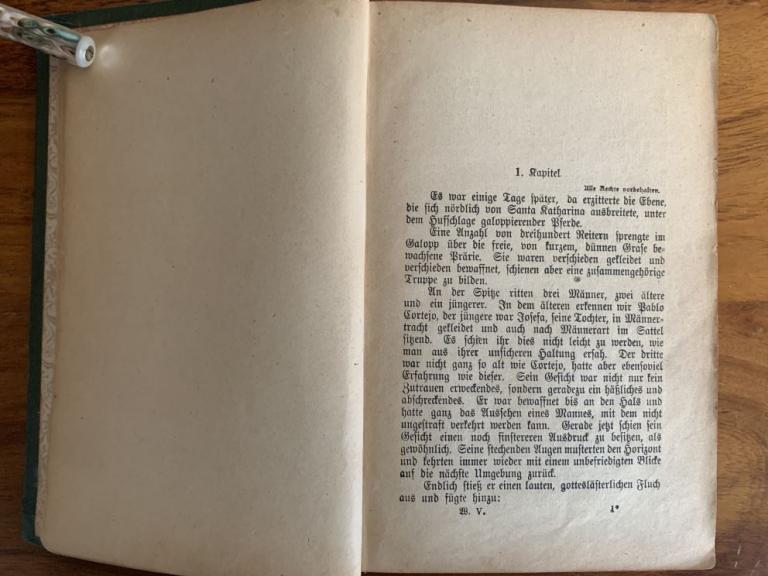 1. Kapitel
Alle Rechte vorbehalten.
Es war einige Tage später, da erzitterte die Ebene,
die sich nördlich von Santa Katharina ausbreitete, unter
dem Hufschlage galoppierender Pferde.
Eine Anzahl von dreihundert Reitern sprengte im
Galopp über die freie, von kurzem, dünnen Grase be-
wachsene Prärie. Sie waren verschieden gekleidet und
verschieden bewaffnet, schienen aber eine zusammengehörige
Truppe zu bilden.
An der Spitze ritten drei Männer, zwei ältere
und ein jüngerer. In dem älteren erkennen wir Pablo
Cortejo, der jüngere war Josefa, seine Tochter, in Männer-
tracht gekleidet und auch nach Männerart im Sattel
sitzend. Es schien ihr dies nicht leicht zu werden, wie
man aus ihrer unsicheren Haltung ersah. Der dritte
war nicht ganz so alt wie Cortejo, hatte aber ebensoviel
Erfahrung wie dieser. Sein Gesicht war nicht nur kein
Zutrauen erweckendes, sondern geradezu ein häßliches und
abschreckendes. Er war bewaffnet bis an den Hals und
hatte ganz das Aussehen eines Mannes, mit dem nicht
ungestraft verkehrt werden kann. Gerade jetzt schien sein
Gesicht einen noch finstereren Ausdruck zu besitzen, als
gewöhnlich. Seine stechenden Augen musterten den Horizont
und kehrten immer wieder mit einem unbefriedigten Blicke
auf die nächste Umgebung zurück.
Endlich stieß er einen lauten, gotteslästerlichen Fluch
aus und fügte hinzu:
W. V. 1*